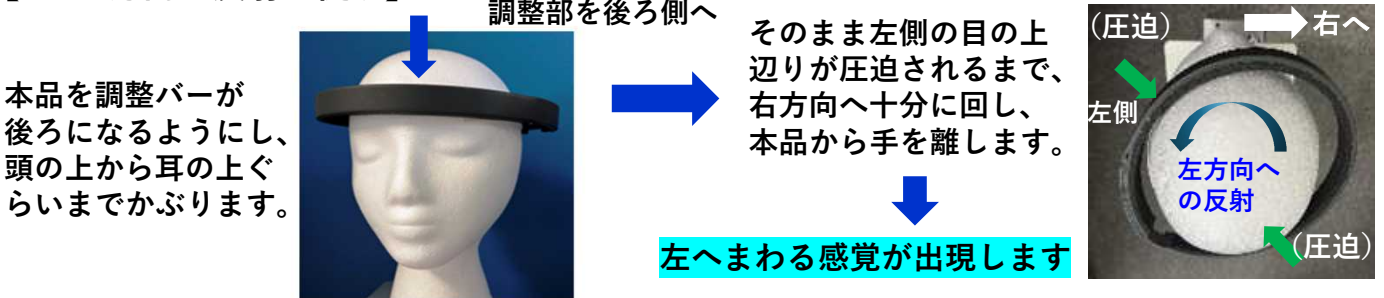 調整部を後ろ側へ
本品を調整バーが
後ろになるようにし、
頭の上から耳の上ぐ
らいまでかぶります。
そのまま左側の目の上
辺りが圧迫されるまで、
右方向へ十分に回し、
本品から手を離します。
左へまわる感覚が出現します
(圧迫)
右へ
左側
左方向へ
の反射
(圧迫)